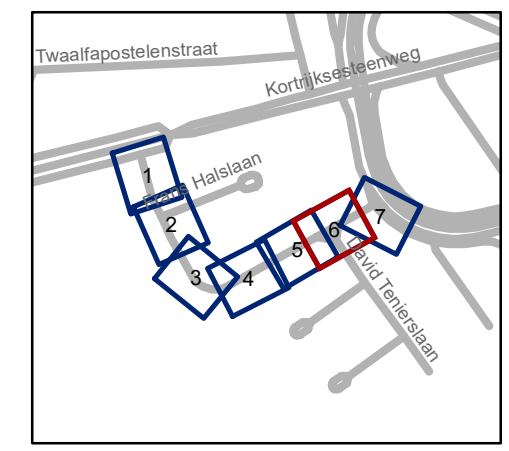 Twaalfapostelenstraat
Kortrijksesteenweg
Frans Halslaan
1
2
3
4
5
6
7
David Tenierslaan